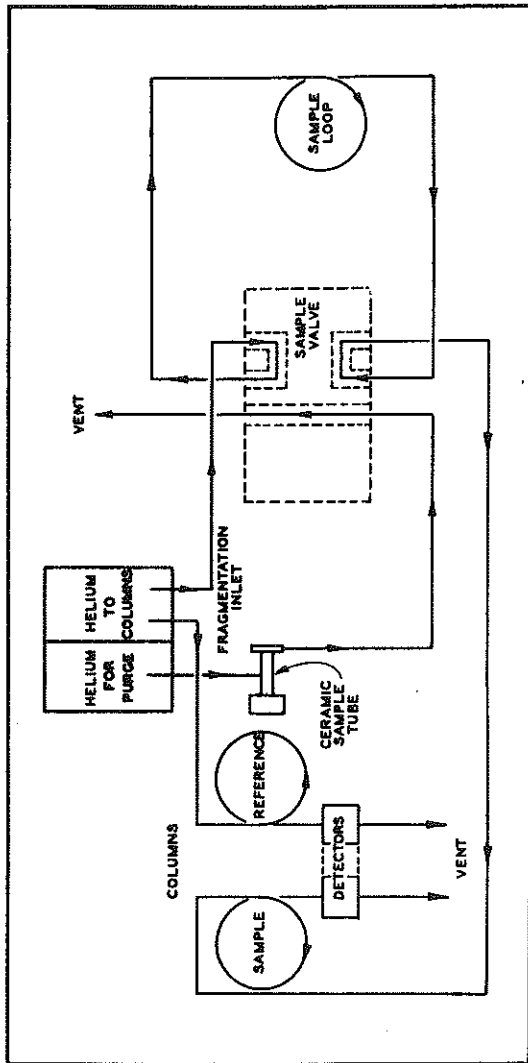 HELIUM
FOR
PURGE
HELIUM
TO
COLUMNS
VENT
FRAGMENTATION
INLET
SAMPLE
VALVE
SAMPLE
LOOP
COLUMNS
SAMPLE
REFERENCE
CERAMIC
SAMPLE
TUBE
DETECTORS
VENT